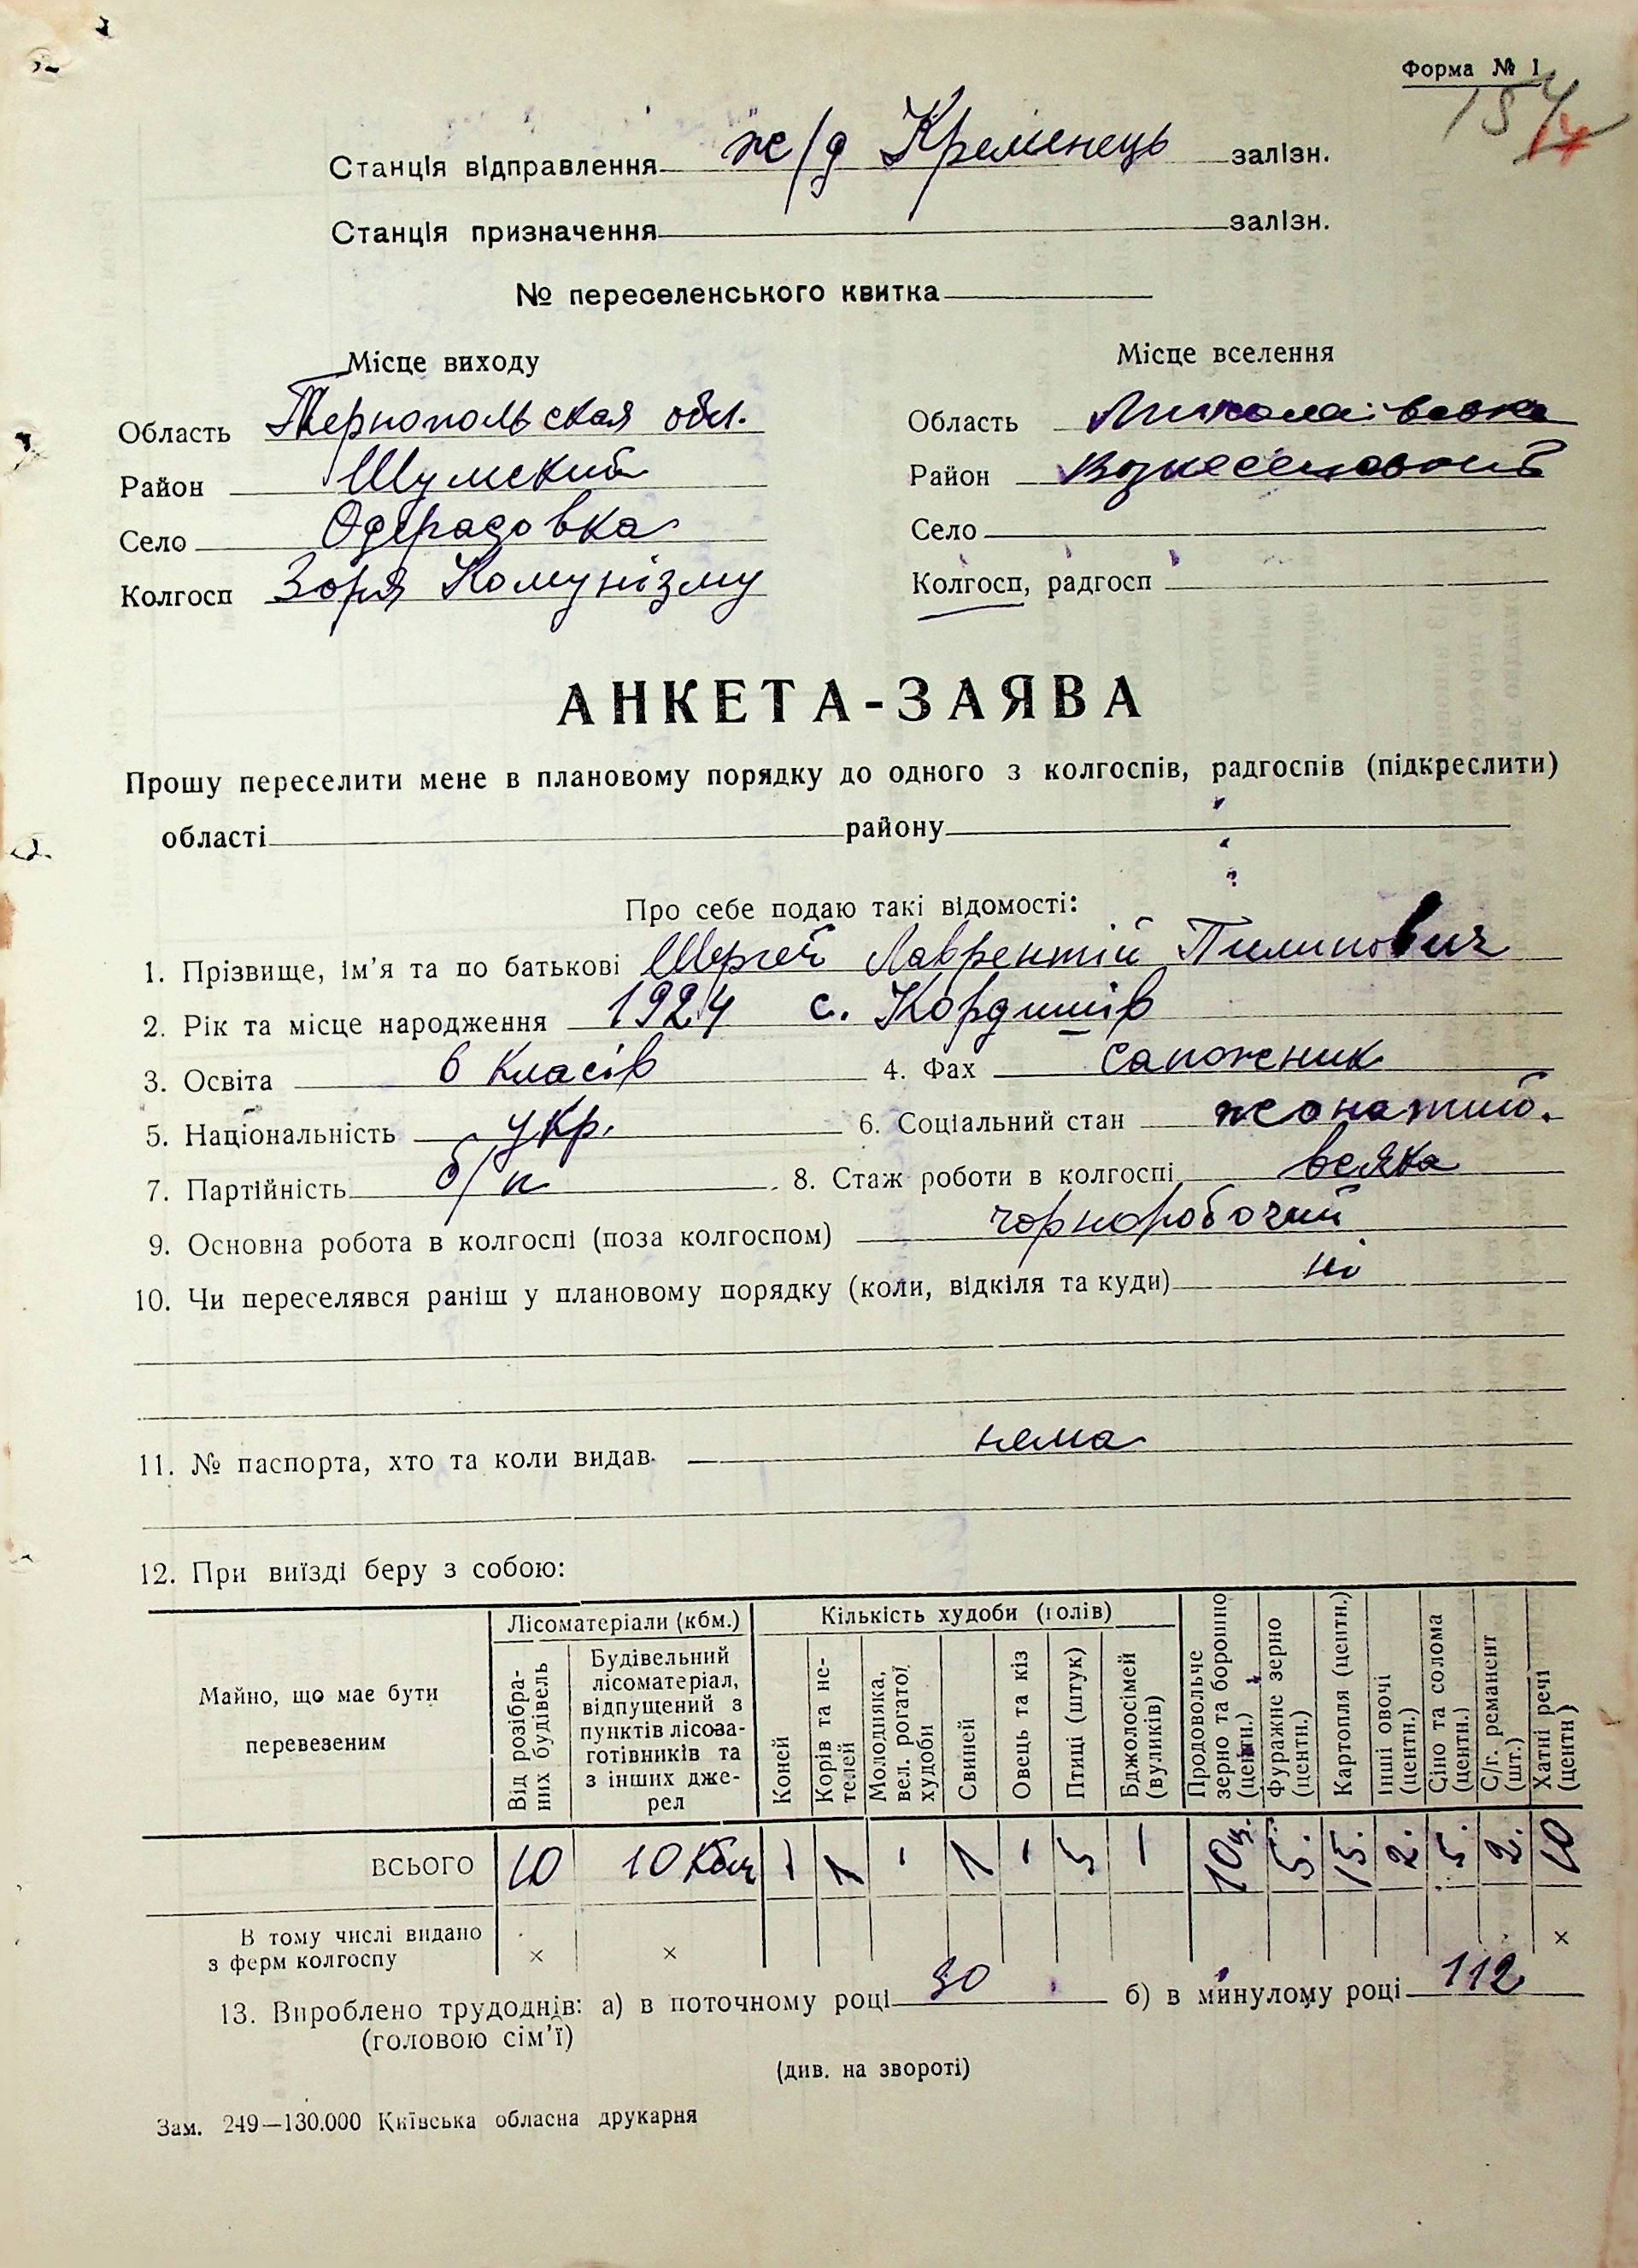 Форма № 1
154
Станція відправлення ж/д Кременець залізн.
Станція призначення залізн.
№ переселенського квитка
Місце виходу
Місце вселення
Область Тернопольская обл.
Область Миколаівська
Район Шумский
Район Вознесеновский
Село Одерадовка
Село
Колгосп Зоря Комунізму
Колгосп, радгосп
АНКЕТА-ЗАЯВА
Прошу переселити мене в плановому порядку до одного з колгоспів, радгоспів (підкреслити)
області району
Про себе подаю такі відомості:
1. Прізвище, ім’я та по батькові Шергей Лаврентій Пилипович
2. Рік та місце народження 1924 с. Кордишів
3. Освіта 6 класів 4. Фах сапожник
5. Національність укр. 6. Соціальний стан жонатий.
7. Партійність б/п 8. Стаж роботи в колгоспі всяка
9. Основна робота в колгоспі (поза колгоспом) чорноробочий
10. Чи переселявся раніш у плановому порядку (коли, відкіля та куди) ні
11. № паспорта, хто та коли видав нема
12. При виїзді беру з собою:
Майно, що має бути перевезеним
Лісоматеріали (кбм.)
Від розібраних будівель
Будівельний лісоматеріал, відпущений з пунктів лісозаготівників та з інших джерел
Кількість худоби (голів)
Коней
Корів та нетелей
Молодняка, вел. рогатої худоби
Свиней
Овець та кіз
Птиці (штук)
Бджолосімей (вуликів)
Продовольче зерно та борошно (центн.)
Фуражне зерно (центн.)
Картопля (центн.)
Інші овочі (центн.)
Сіно та солома (центн.)
С/г. реманент (шт.)
Хатні речі (центн)
ВСЬОГО 10 10 кбм 1 1 - 1 - 5 - 10ц. 5. 15. 2. 5. 2. 10
В тому числі видано
з ферм колгоспу × × ×
13. Вироблено трудоднів: а) в поточному році 30 б) в минулому році 112
(головою сім’ї)
(див. на звороті)
Зам. 249—130.000 Київська обласна друкарня